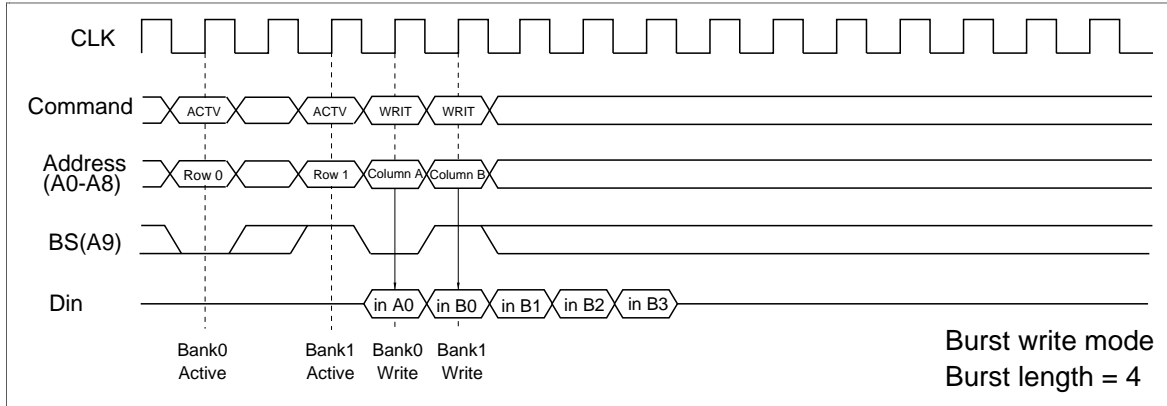 CLK
Command
ACTV
ACTV
WRIT
WRIT
Address
(A0-A8)
Row 0
Row 1
Column A
Column B
BS(A9)
Din
in A0
in B0
in B1
in B2
in B3
Bank0
Active
Bank1
Active
Bank0
Write
Bank1
Write
Burst write mode
Burst length = 4